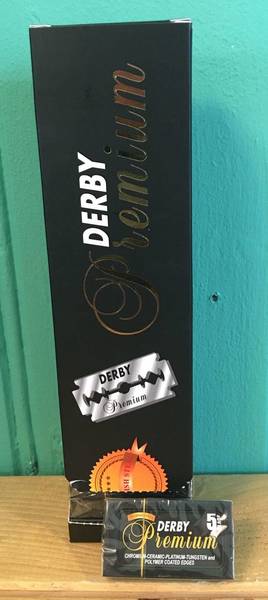 DERBY
Premium
DERBY
Premium
DERBY
Premium
5
CHROMIUM-CERAMIC-PLATINUM-TUNGSTEN and
POLYMER COATED EDGES